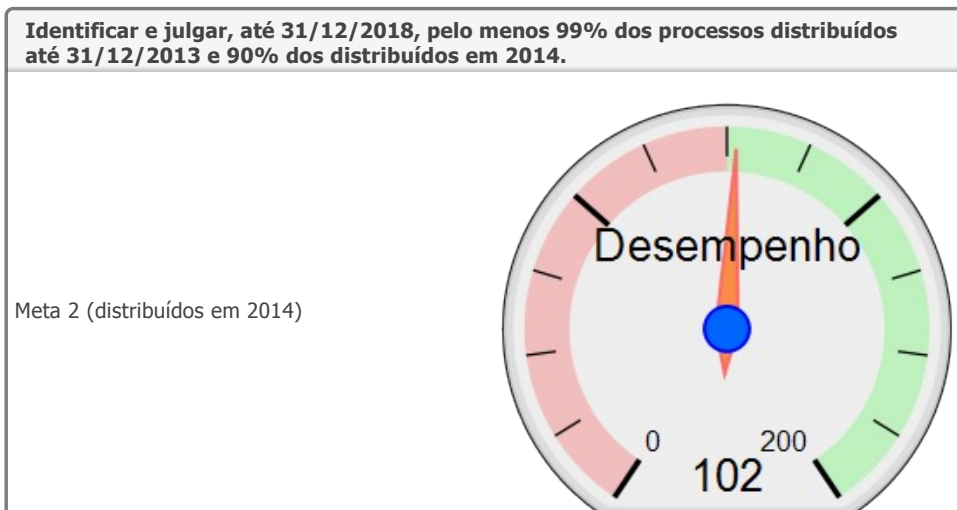 Identificar e julgar, até 31/12/2018, pelo menos 99% dos processos distribuídos
até 31/12/2013 e 90% dos distribuídos em 2014.
Desempenho
Meta 2 (distribuídos em 2014)
0 200
102